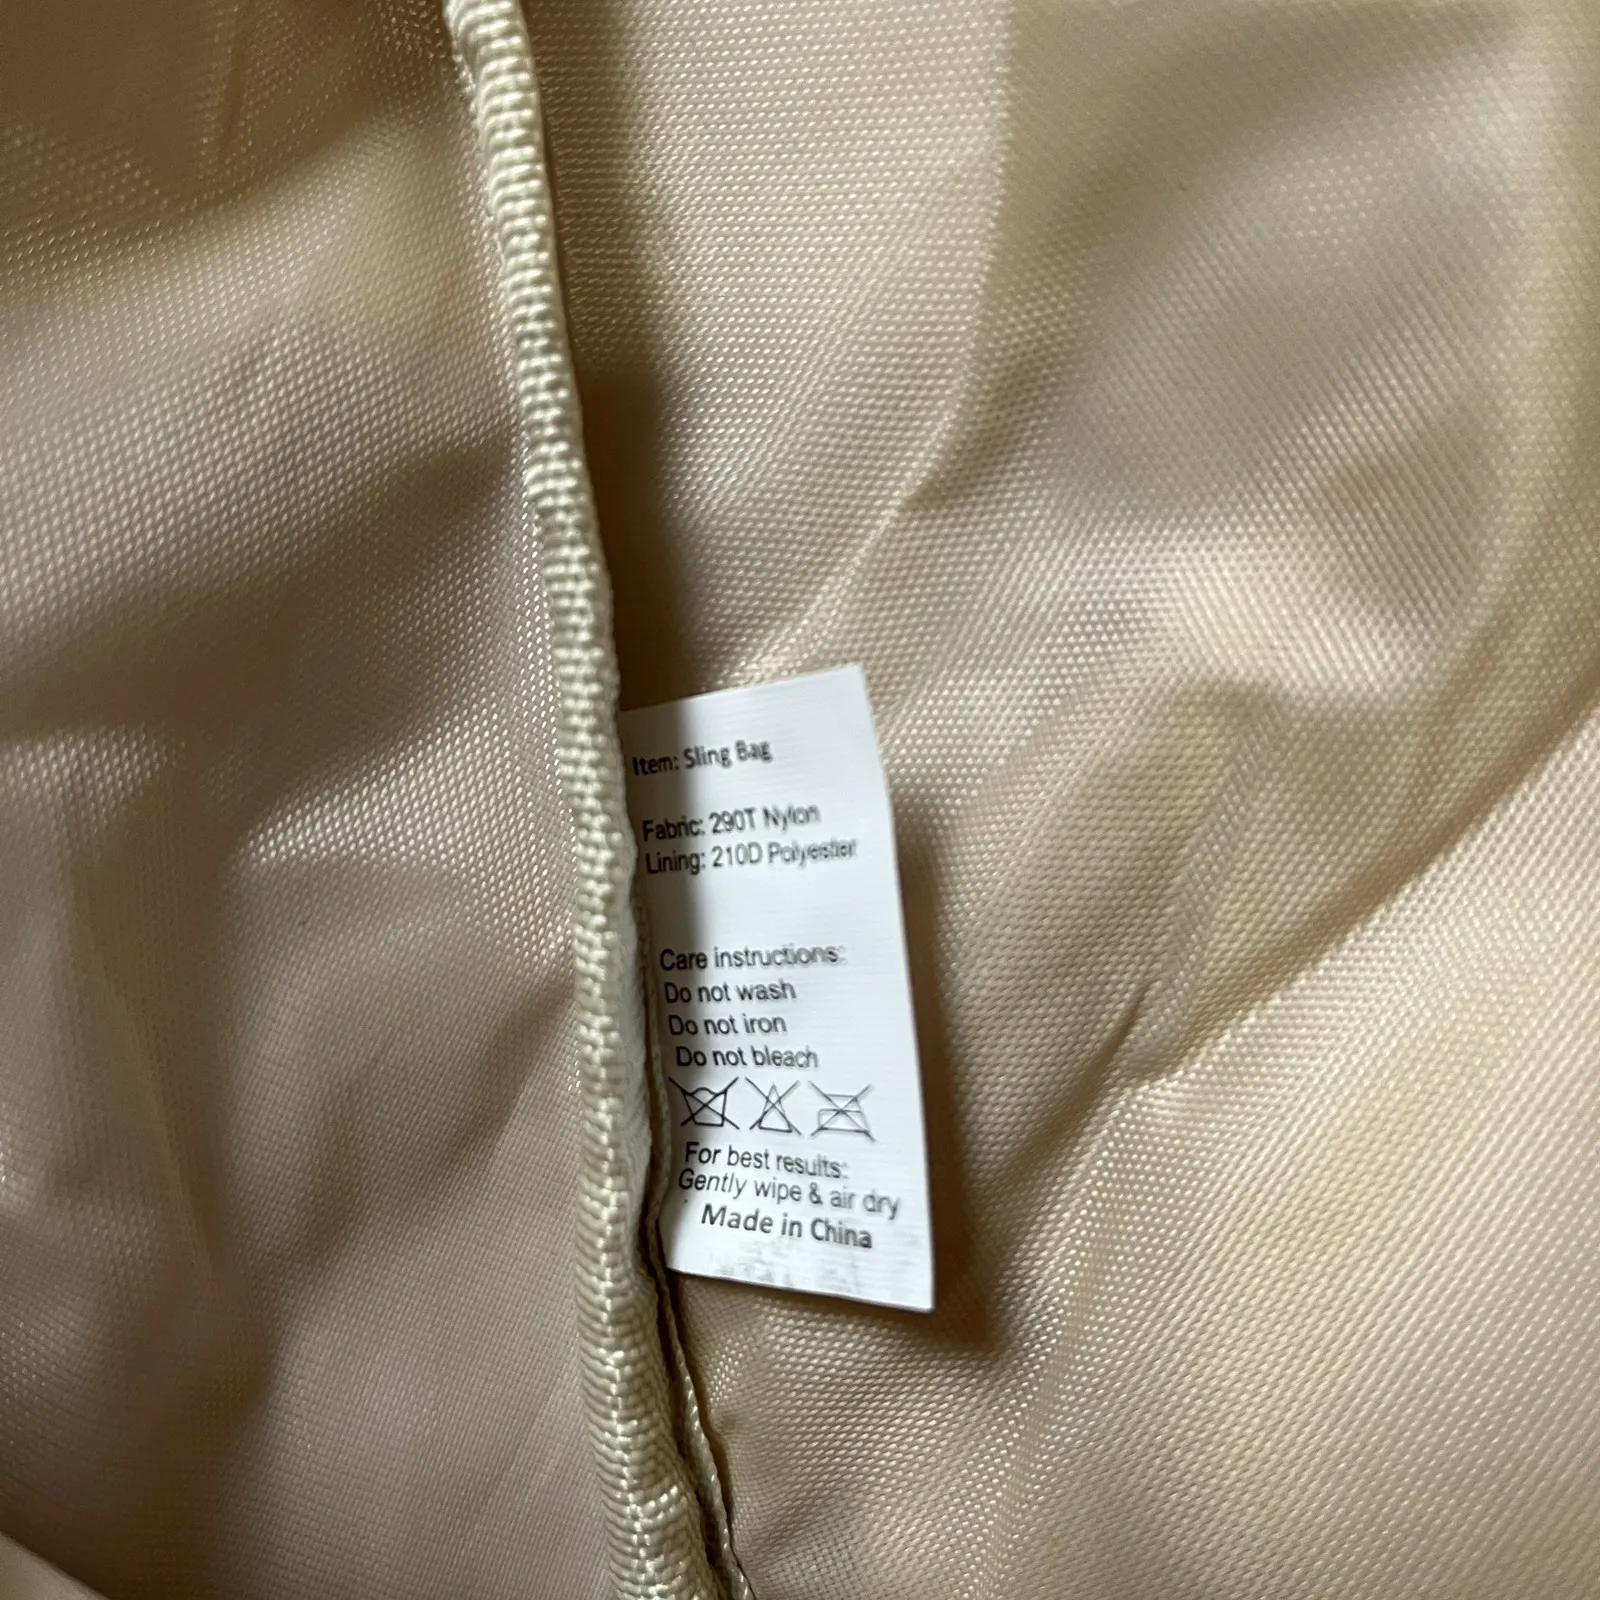 Item: Sling Bag
Fabric: 290T Nylon
Lining: 210D Polyester
Care instructions:
Do not wash
Do not iron
Do not bleach
For best results:
Gently wipe & air dry
Made in China